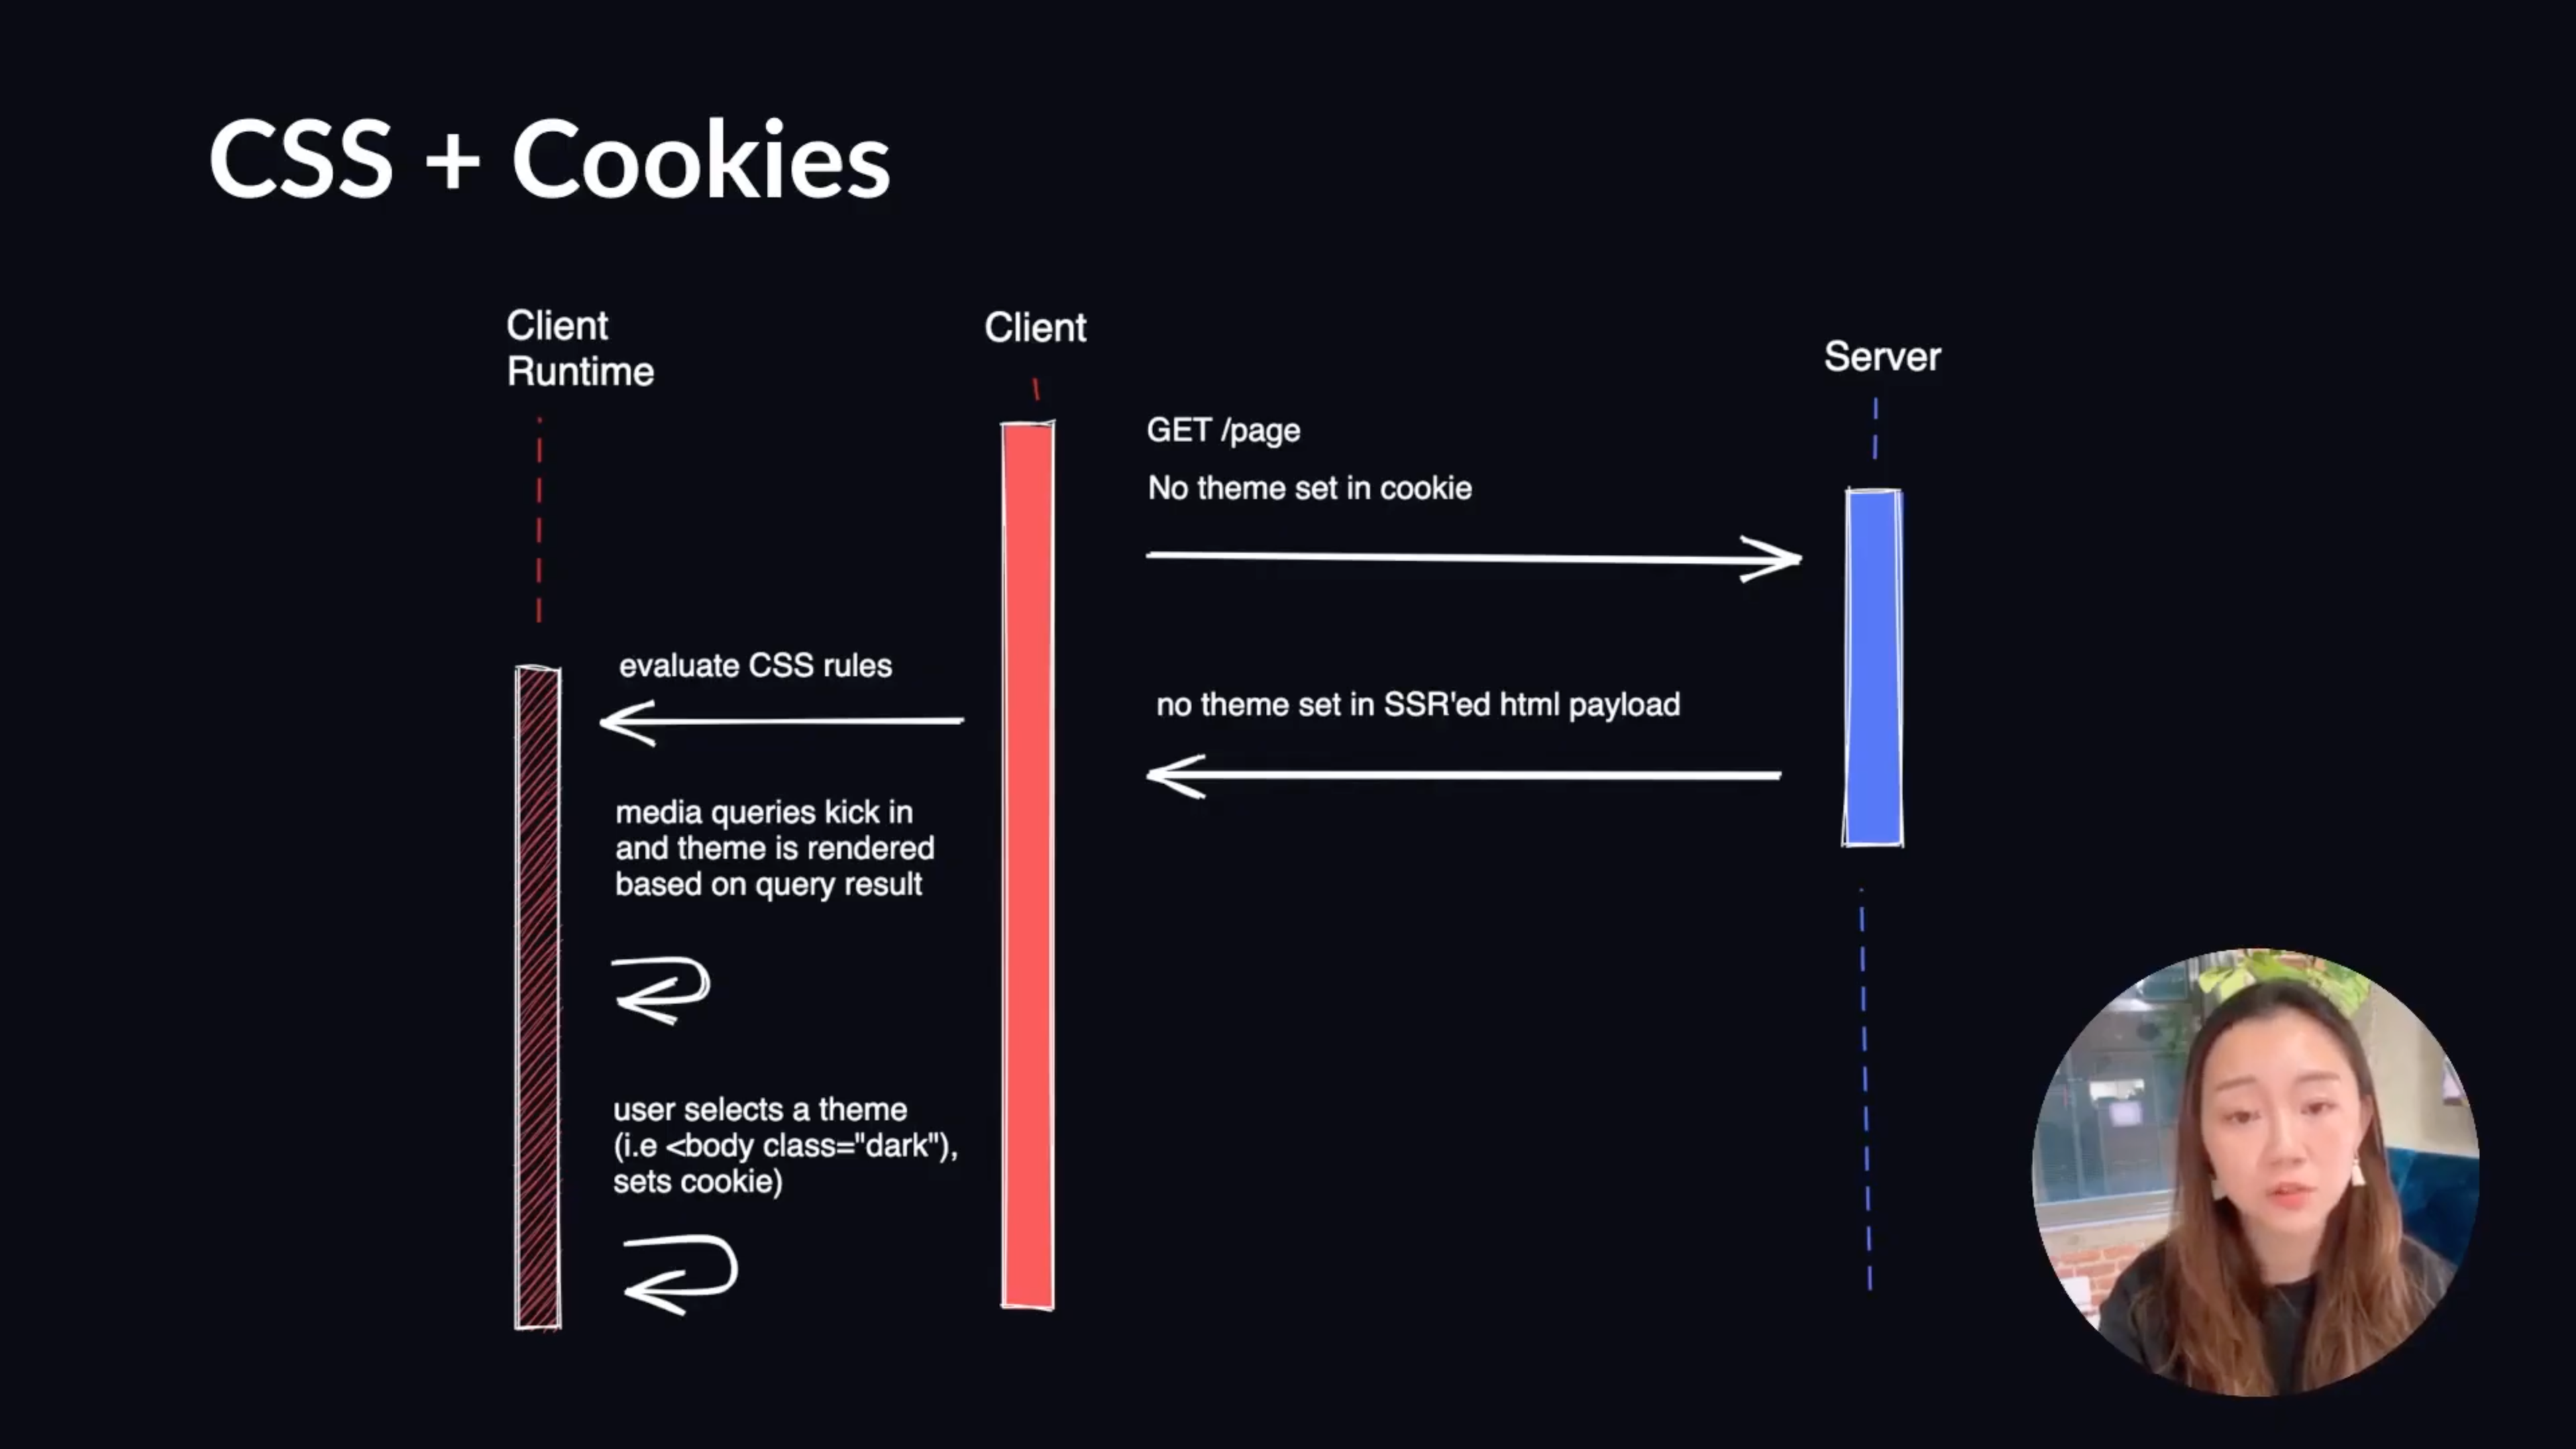 CSS + Cookies
Client
Runtime
Client
Server
GET /page
No theme set in cookie
evaluate CSS rules
no theme set in SSR'ed html payload
media queries kick in
and theme is rendered
based on query result
user selects a theme
(i.e <body class="dark"),
sets cookie)